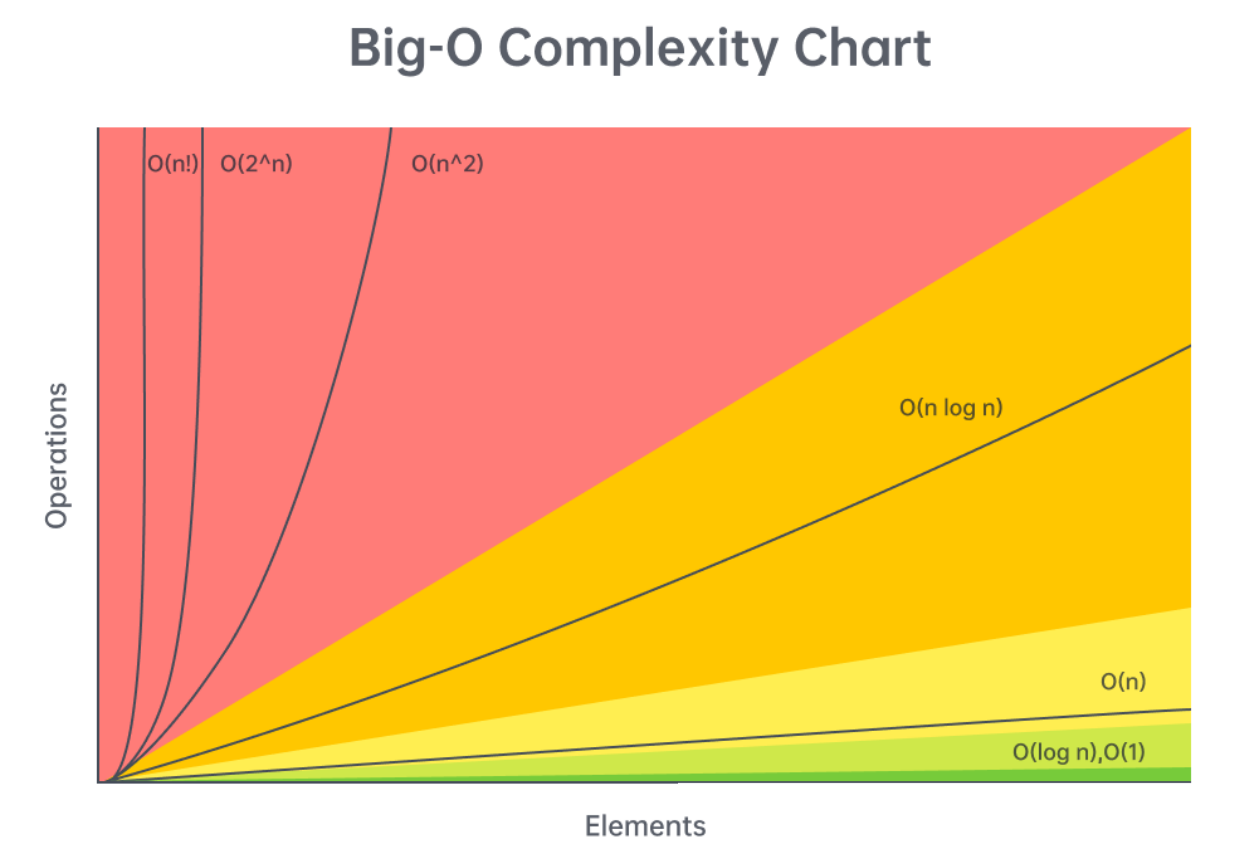 Big-O Complexity Chart
O(n!)
O(2^n)
O(n^2)
O(n log n)
O(n)
O(log n),O(1)
Operations
Elements